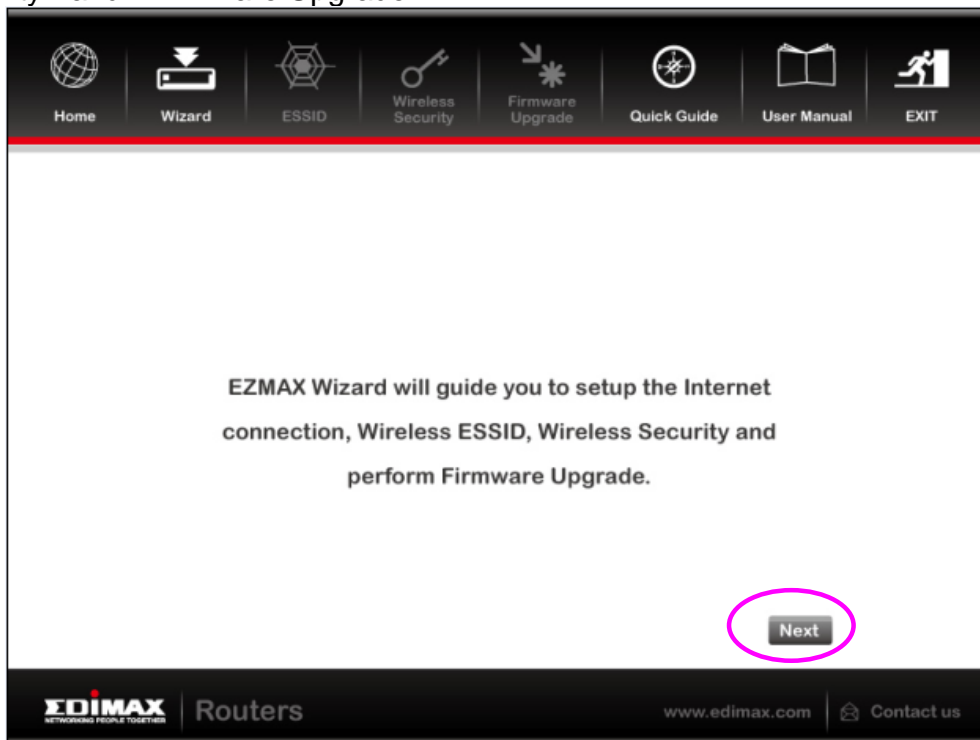 Home
Wizard
ESSID
Wireless
Security
Firmware
Upgrade
Quick Guide
User Manual
EXIT
EZMAX Wizard will guide you to setup the Internet
connection, Wireless ESSID, Wireless Security and
perform Firmware Upgrade.
Next
EDIMAX
NETWORKING PEOPLE TOGETHER
Routers
www.edimax.com
Contact us